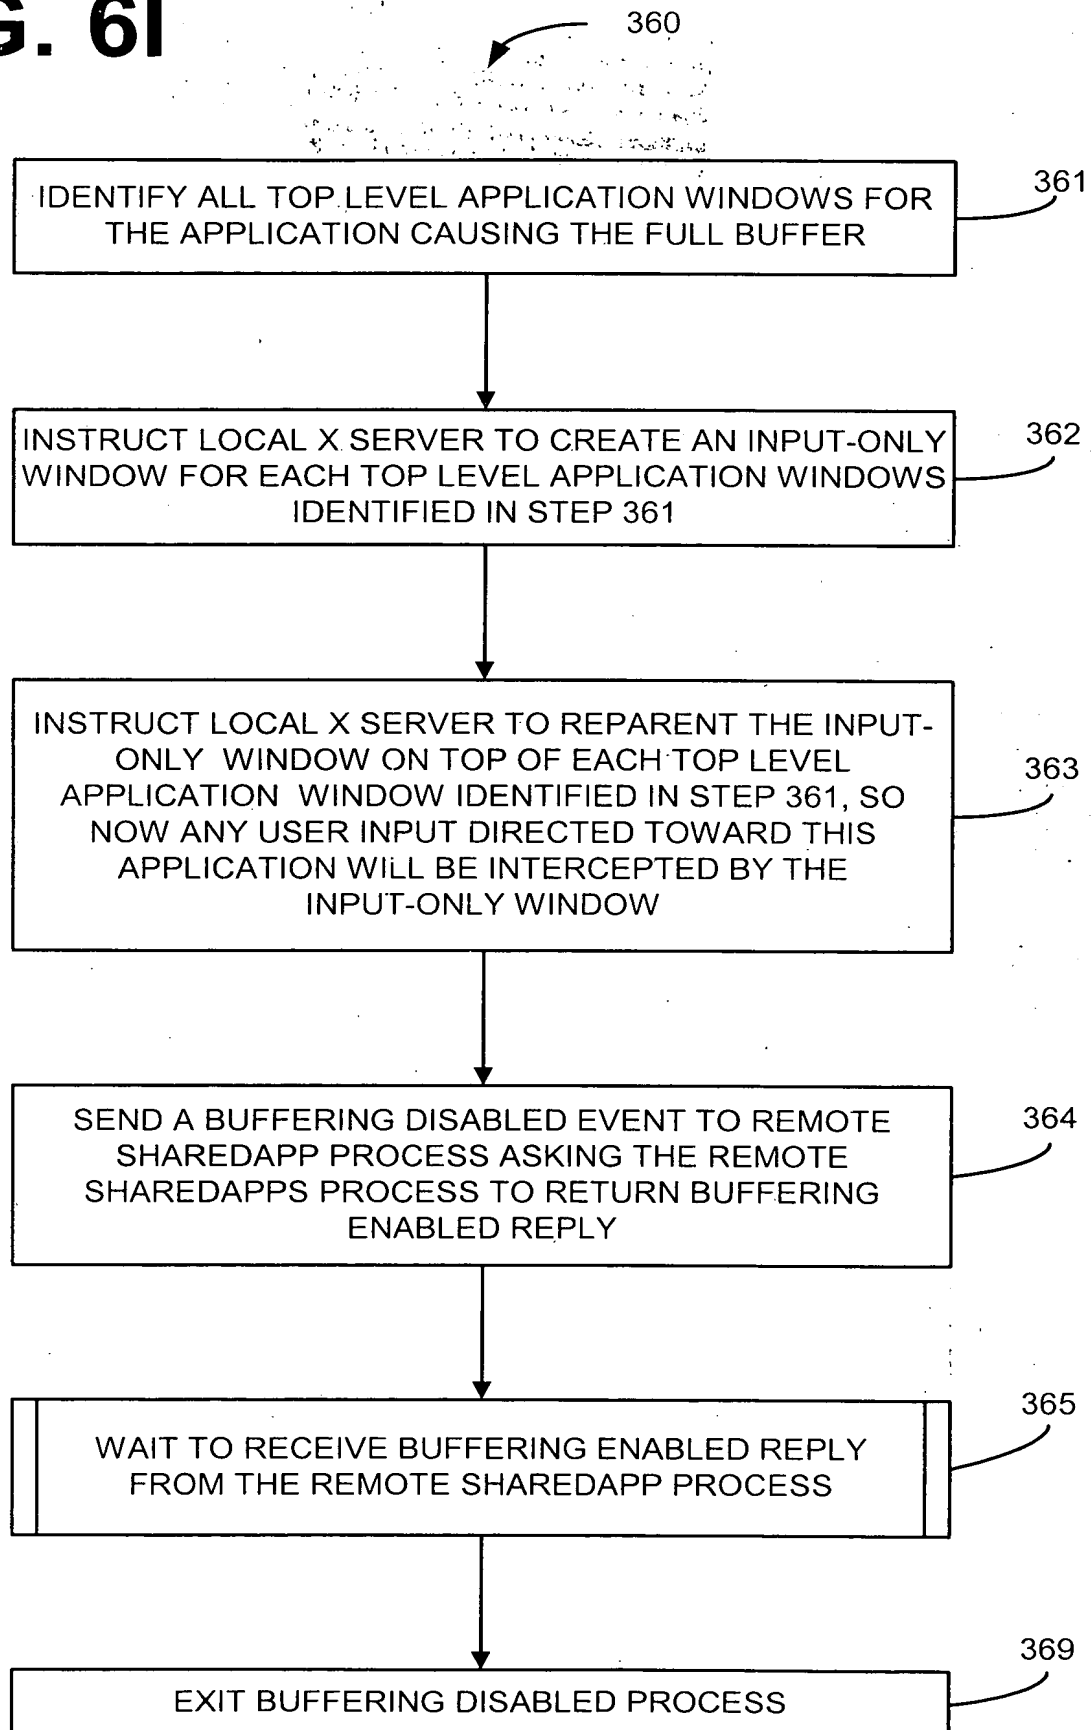 G. 6I
360
361
IDENTIFY ALL TOP LEVEL APPLICATION WINDOWS FOR
THE APPLICATION CAUSING THE FULL BUFFER
362
INSTRUCT LOCAL X SERVER TO CREATE AN INPUT-ONLY
WINDOW FOR EACH TOP LEVEL APPLICATION WINDOWS
IDENTIFIED IN STEP 361
363
INSTRUCT LOCAL X SERVER TO REPARENT THE INPUT-
ONLY WINDOW ON TOP OF EACH TOP LEVEL
APPLICATION WINDOW IDENTIFIED IN STEP 361, SO
NOW ANY USER INPUT DIRECTED TOWARD THIS
APPLICATION WILL BE INTERCEPTED BY THE
INPUT-ONLY WINDOW
364
SEND A BUFFERING DISABLED EVENT TO REMOTE
SHAREDAPP PROCESS ASKING THE REMOTE
SHAREDAPPS PROCESS TO RETURN BUFFERING
ENABLED REPLY
365
WAIT TO RECEIVE BUFFERING ENABLED REPLY
FROM THE REMOTE SHAREDAPP PROCESS
369
EXIT BUFFERING DISABLED PROCESS